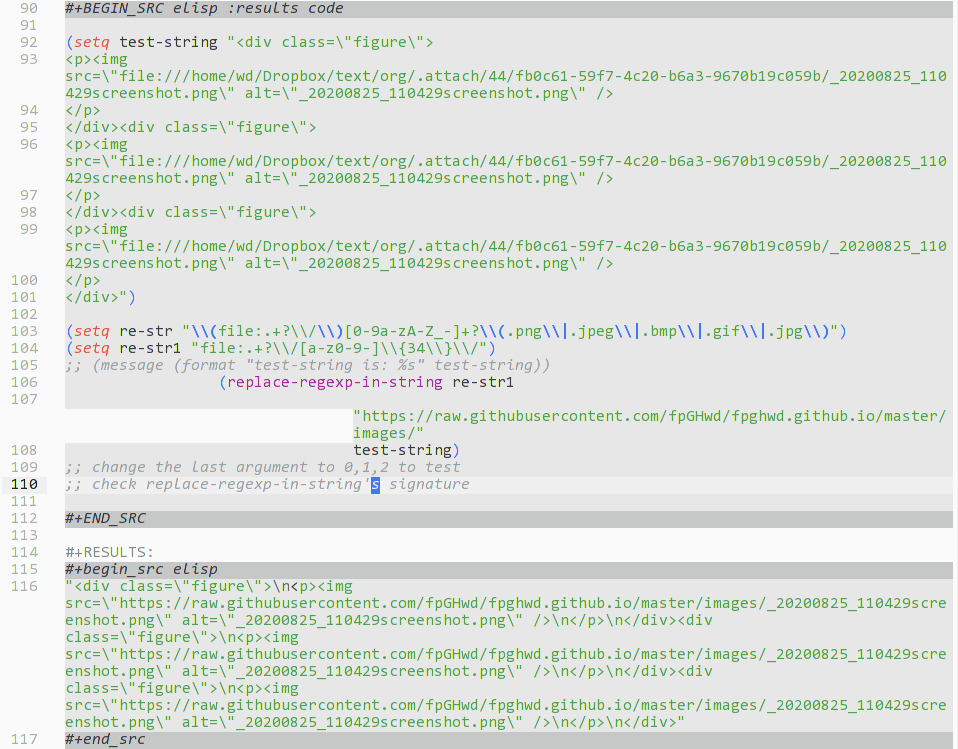 90 #+BEGIN_SRC elisp :results code
91
92 (setq test-string "<div class=\"figure\">
93 <p><img
src=\"file:///home/wd/Dropbox/text/org/.attach/44/fb0c61-59f7-4c20-b6a3-9670b19c059b/_20200825_110
429screenshot.png\" alt=\"_20200825_110429screenshot.png\" />
94 </p>
95 </div><div class=\"figure\">
96 <p><img
src=\"file:///home/wd/Dropbox/text/org/.attach/44/fb0c61-59f7-4c20-b6a3-9670b19c059b/_20200825_110
429screenshot.png\" alt=\"_20200825_110429screenshot.png\" />
97 </p>
98 </div><div class=\"figure\">
99 <p><img
src=\"file:///home/wd/Dropbox/text/org/.attach/44/fb0c61-59f7-4c20-b6a3-9670b19c059b/_20200825_110
429screenshot.png\" alt=\"_20200825_110429screenshot.png\" />
100 </p>
101 </div>")
102
103 (setq re-str "\\(file:.+?\\/\\)[0-9a-zA-Z_-]+?\\(.png\\|.jpeg\\|.bmp\\|.gif\\|.jpg\\)")
104 (setq re-str1 "file:.+?\\/[a-z0-9-]\\{34\\}\\/")
105 ;; (message (format "test-string is: %s" test-string))
106 (replace-regexp-in-string re-str1
107
"https://raw.githubusercontent.com/fpGHwd/fpghwd.github.io/master/
images/"
108 test-string)
109 ;; change the last argument to 0,1,2 to test
110 ;; check replace-regexp-in-string's signature
111
112 #+END_SRC
113
114 #+RESULTS:
115 #+begin_src elisp
116 "<div class=\"figure\">\n<p><img
src=\"https://raw.githubusercontent.com/fpGHwd/fpghwd.github.io/master/images/_20200825_110429scre
enshot.png\" alt=\"_20200825_110429screenshot.png\" />\n</p>\n</div><div
class=\"figure\">\n<p><img
src=\"https://raw.githubusercontent.com/fpGHwd/fpghwd.github.io/master/images/_20200825_110429scre
enshot.png\" alt=\"_20200825_110429screenshot.png\" />\n</p>\n</div><div
class=\"figure\">\n<p><img
src=\"https://raw.githubusercontent.com/fpGHwd/fpghwd.github.io/master/images/_20200825_110429scre
enshot.png\" alt=\"_20200825_110429screenshot.png\" />\n</p>\n</div>"
117 #+end_src